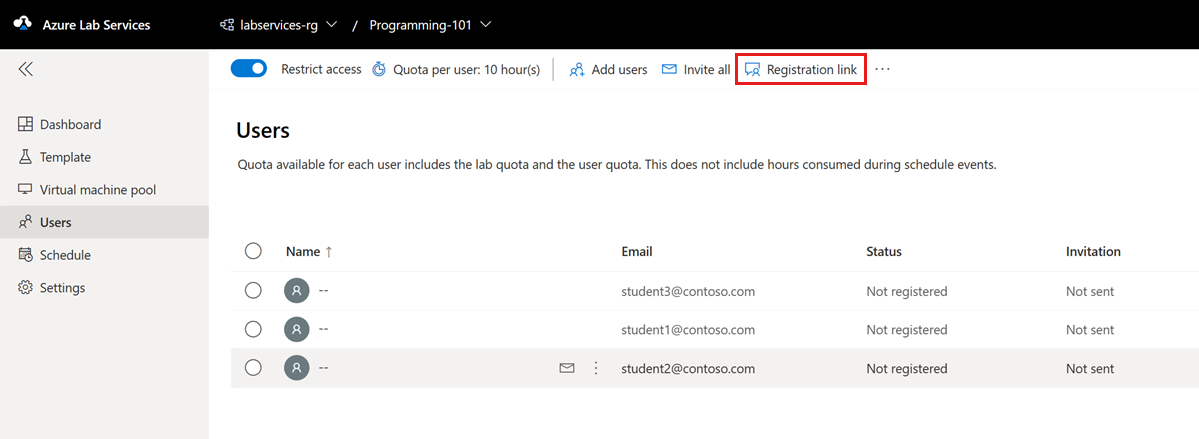 Azure Lab Services labservices-rg / Programming-101
Restrict access Quota per user: 10 hour(s) Add users Invite all Registration link ...
Dashboard
Template
Virtual machine pool
Users
Schedule
Settings
Users
Quota available for each user includes the lab quota and the user quota. This does not include hours consumed during schedule events.
Name ↑ Email Status Invitation
-- student3@contoso.com Not registered Not sent
-- student1@contoso.com Not registered Not sent
-- student2@contoso.com Not registered Not sent